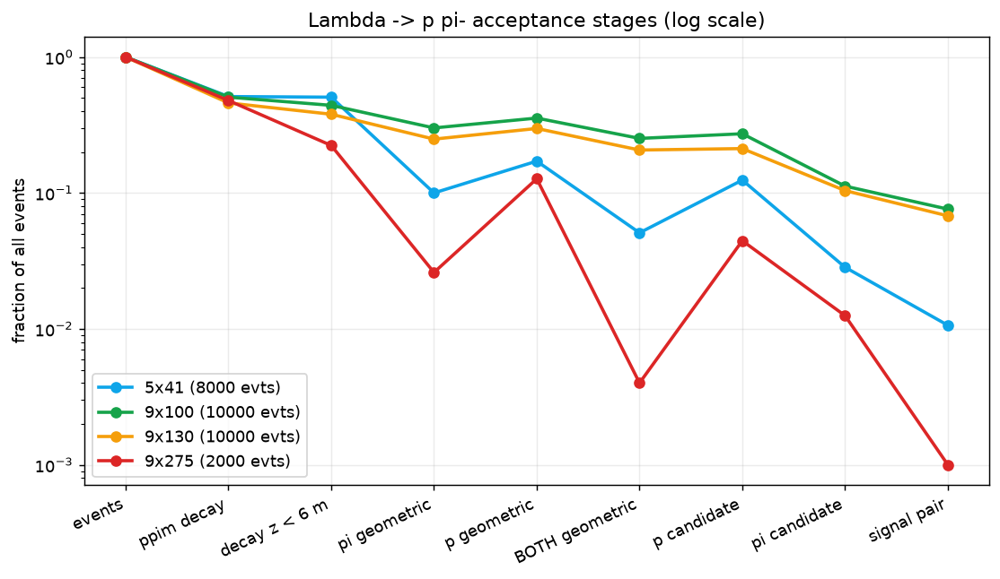 Lambda -> p pi- acceptance stages (log scale)
fraction of all events
10⁰
10⁻¹
10⁻²
10⁻³
5x41 (8000 evts)
9x100 (10000 evts)
9x130 (10000 evts)
9x275 (2000 evts)
events
ppim decay
decay z < 6 m
pi geometric
p geometric
BOTH geometric
p candidate
pi candidate
signal pair